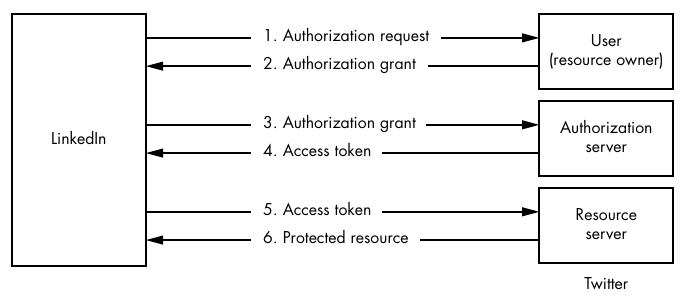 LinkedIn
1. Authorization request
2. Authorization grant
User
(resource owner)
3. Authorization grant
4. Access token
Authorization
server
5. Access token
6. Protected resource
Resource
server
Twitter